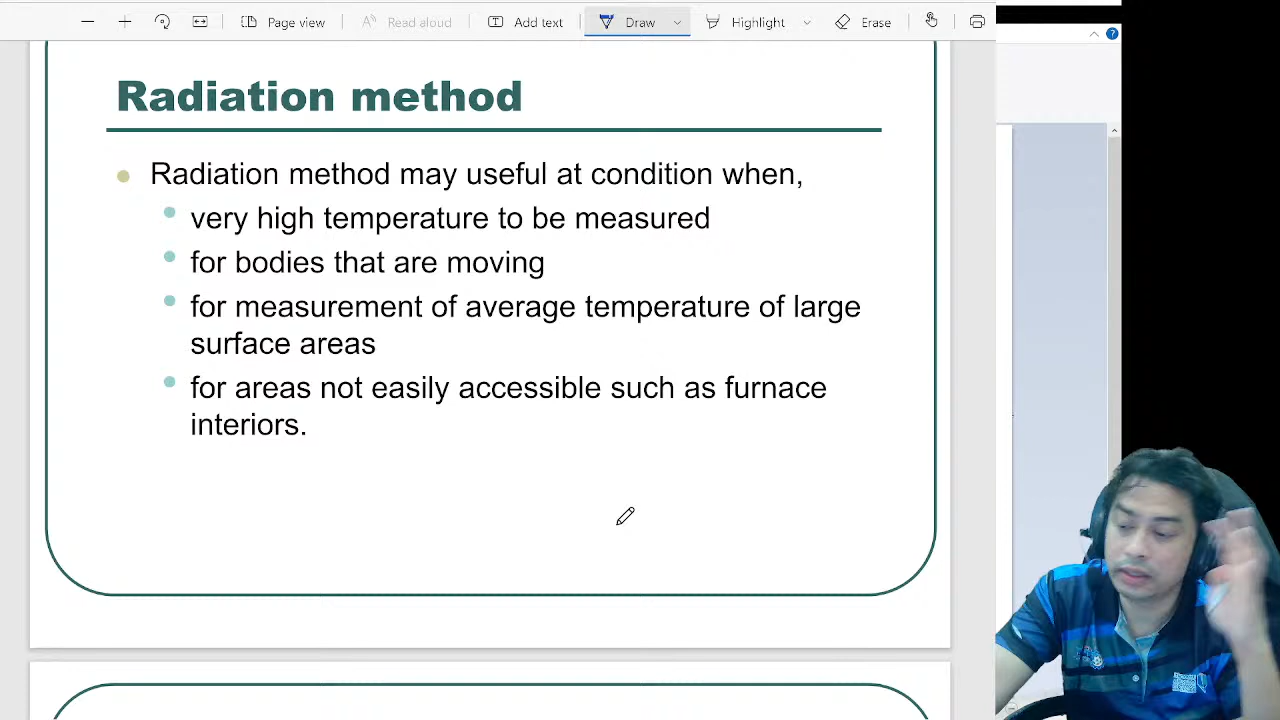 Page view
Read aloud
Add text
Draw
Highlight
Erase
Radiation method
Radiation method may useful at condition when,
very high temperature to be measured
for bodies that are moving
for measurement of average temperature of large
surface areas
for areas not easily accessible such as furnace
interiors.